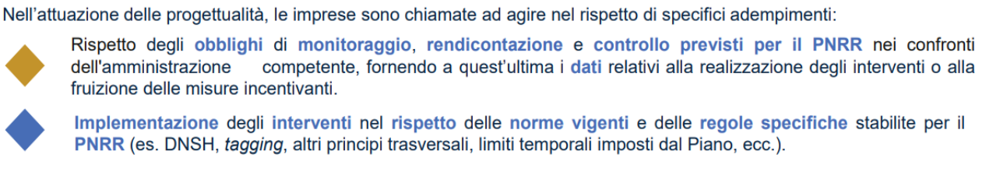 Nell'attuazione delle progettualità, le imprese sono chiamate ad agire nel rispetto di specifici adempimenti:
Rispetto degli obblighi di monitoraggio, rendicontazione e controllo previsti per il PNRR nei confronti
dell'amministrazione competente, fornendo a quest'ultima i dati relativi alla realizzazione degli interventi o alla
fruizione delle misure incentivanti.
Implementazione degli interventi nel rispetto delle norme vigenti e delle regole specifiche stabilite per il
PNRR (es. DNSH, tagging, altri principi trasversali, limiti temporali imposti dal Piano, ecc.).